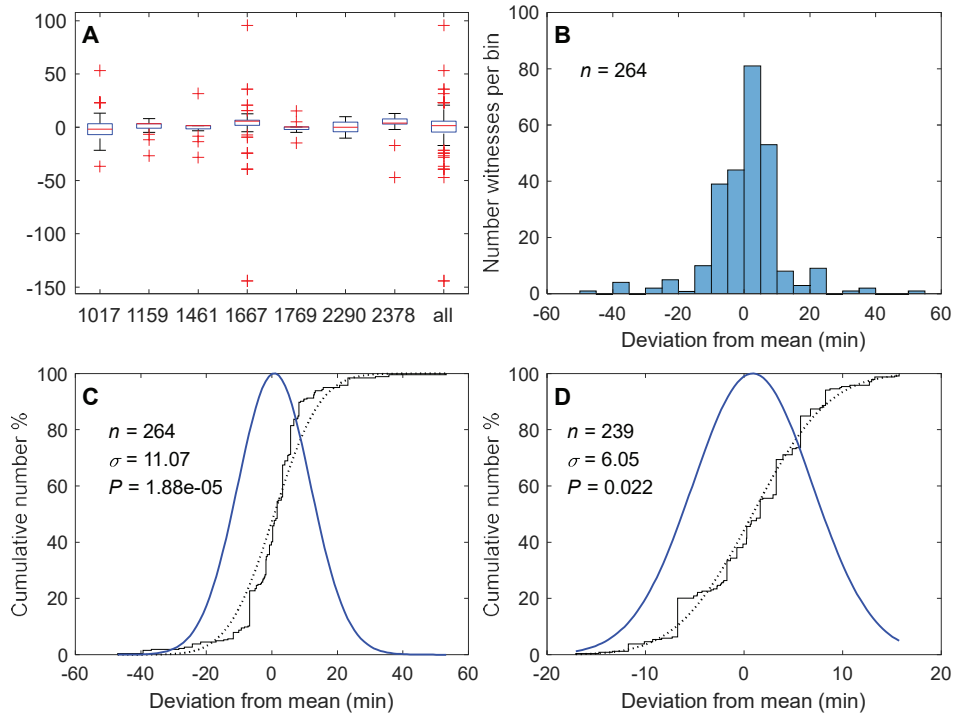 A
100
50
0
-50
-100
-150
1017 1159 1461 1667 1769 2290 2378 all
B
n = 264
Number witnesses per bin
100
80
60
40
20
0
-60 -40 -20 0 20 40 60
Deviation from mean (min)
C
n = 264
σ = 11.07
P = 1.88e-05
Cumulative number %
100
80
60
40
20
0
-60 -40 -20 0 20 40 60
Deviation from mean (min)
D
n = 239
σ = 6.05
P = 0.022
Cumulative number %
100
80
60
40
20
0
-20 -10 0 10 20
Deviation from mean (min)